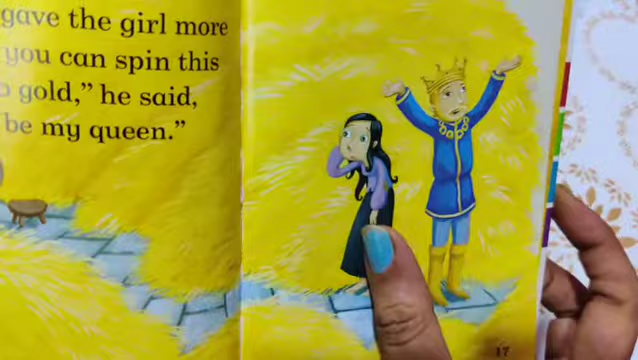 gave the girl more
you can spin this
gold,” he said,
be my queen.”
17